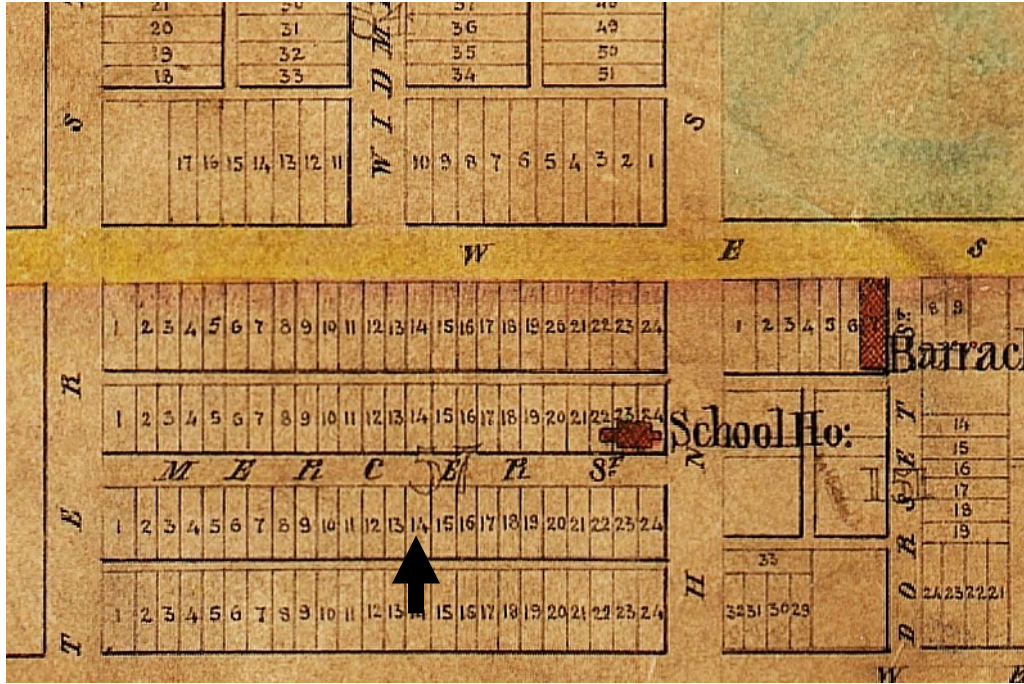 20 31 36 49
19 32 35 50
18 33 34 51
S WIDM S
17 16 15 14 13 12 11 10 9 8 7 6 5 4 3 2 1
W E S
1 2 3 4 5 6 7 8 9 10 11 12 13 14 15 16 17 18 19 20 21 22 23 24 1 2 3 4 5 6 7 St. 8 9
Barrac
1 2 3 4 5 6 7 8 9 10 11 12 13 14 15 16 17 18 19 20 21 22 23 24
School Ho:
14
15
MERCER St.
16
17
18
19
1 2 3 4 5 6 7 8 9 10 11 12 13 14 15 16 17 18 19 20 21 22 23 24
33
1 2 3 4 5 6 7 8 9 10 11 12 13 14 15 16 17 18 19 20 21 22 23 24 32 31 30 29 24 23 22 21
R
E
T
N
H
DORSET
W